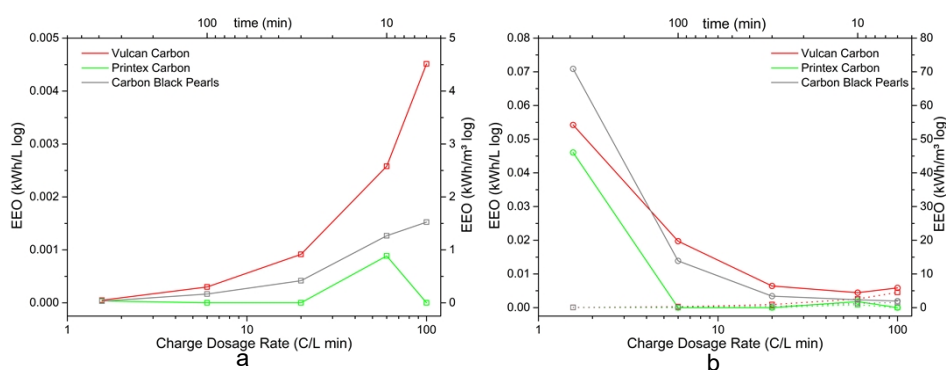 time (min)
100 10
0.005 5
Vulcan Carbon
Printex Carbon
Carbon Black Pearls
0.004 4
0.003 3
0.002 2
0.001 1
0.000 0
EEO (kWh/L log)
EEO (kWh/m³ log)
1 10 100
Charge Dosage Rate (C/L min)
a
time (min)
100 10
0.08 80
Vulcan Carbon
Printex Carbon
Carbon Black Pearls
0.07 70
0.06 60
0.05 50
0.04 40
0.03 30
0.02 20
0.01 10
0.00 0
EEO (kWh/L log)
EEO (kWh/m³ log)
1 10 100
Charge Dosage Rate (C/L min)
b